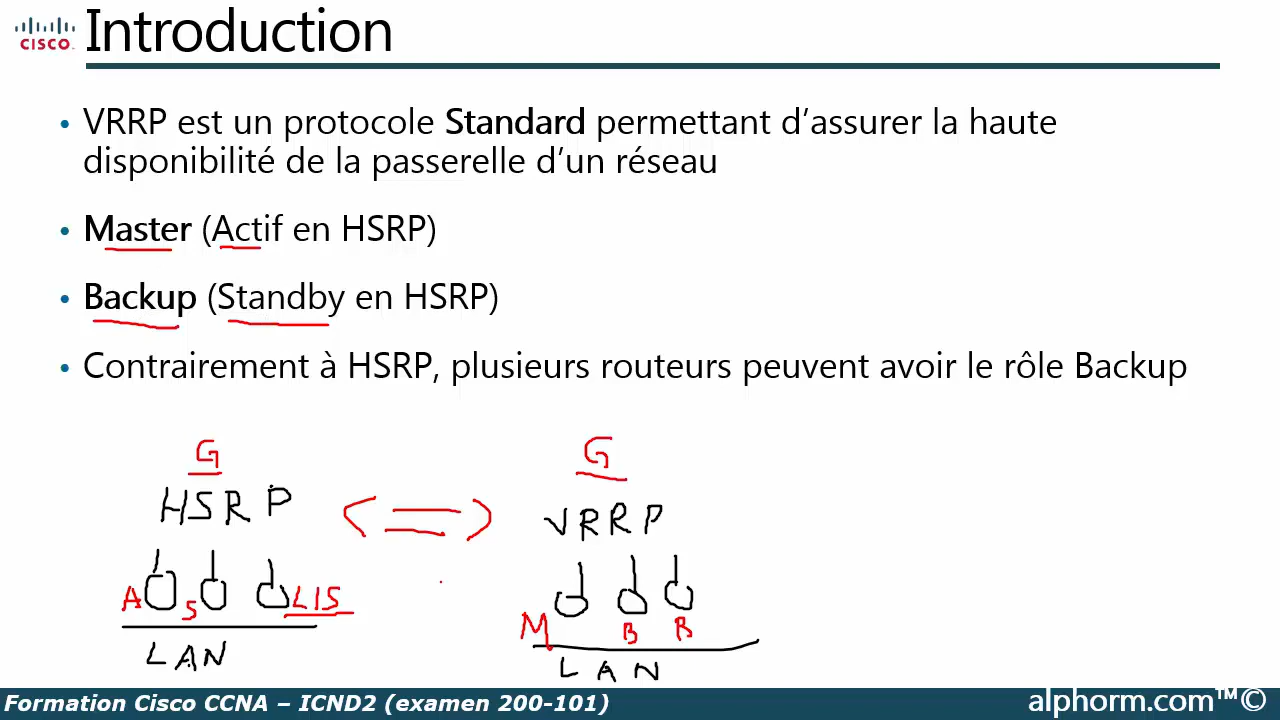 CISCO
Introduction
• VRRP est un protocole Standard permettant d’assurer la haute
disponibilité de la passerelle d’un réseau
• Master (Actif en HSRP)
• Backup (Standby en HSRP)
• Contrairement à HSRP, plusieurs routeurs peuvent avoir le rôle Backup
G G
HSRP VRRP
A S LIS M B B
LAN LAN
Formation Cisco CCNA – ICND2 (examen 200-101) alphorm.com™©